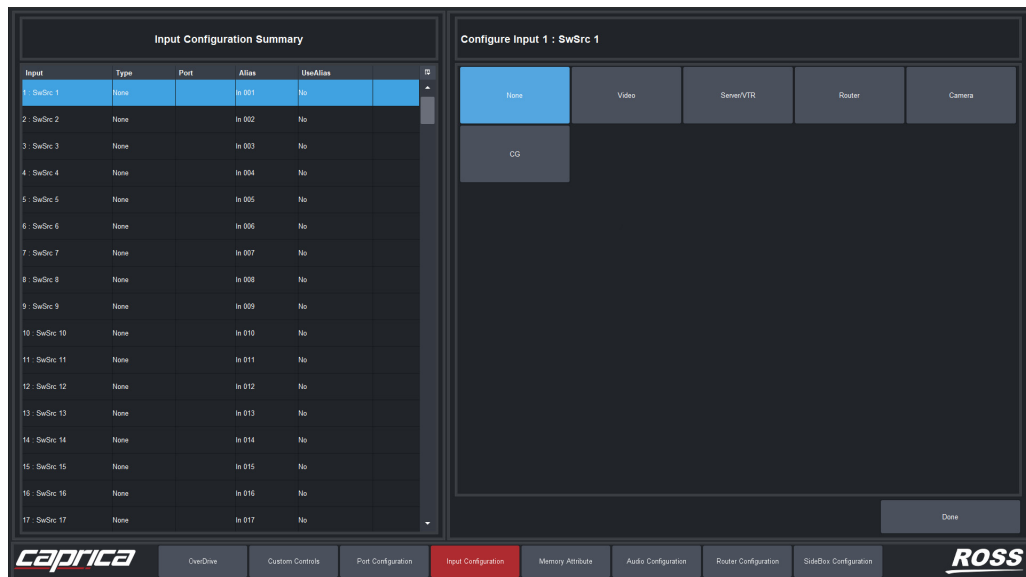 Input Configuration Summary
Input Type Port Alias UseAlias
1 : SwSrc 1 None In 001 No
2 : SwSrc 2 None In 002 No
3 : SwSrc 3 None In 003 No
4 : SwSrc 4 None In 004 No
5 : SwSrc 5 None In 005 No
6 : SwSrc 6 None In 006 No
7 : SwSrc 7 None In 007 No
8 : SwSrc 8 None In 008 No
9 : SwSrc 9 None In 009 No
10 : SwSrc 10 None In 010 No
11 : SwSrc 11 None In 011 No
12 : SwSrc 12 None In 012 No
13 : SwSrc 13 None In 013 No
14 : SwSrc 14 None In 014 No
15 : SwSrc 15 None In 015 No
16 : SwSrc 16 None In 016 No
17 : SwSrc 17 None In 017 No
Configure Input 1 : SwSrc 1
None Video Server/VTR Router Camera
CG
Done
caprica OverDrive Custom Controls Port Configuration Input Configuration Memory Attribute Audio Configuration Router Configuration SideBox Configuration ROSS